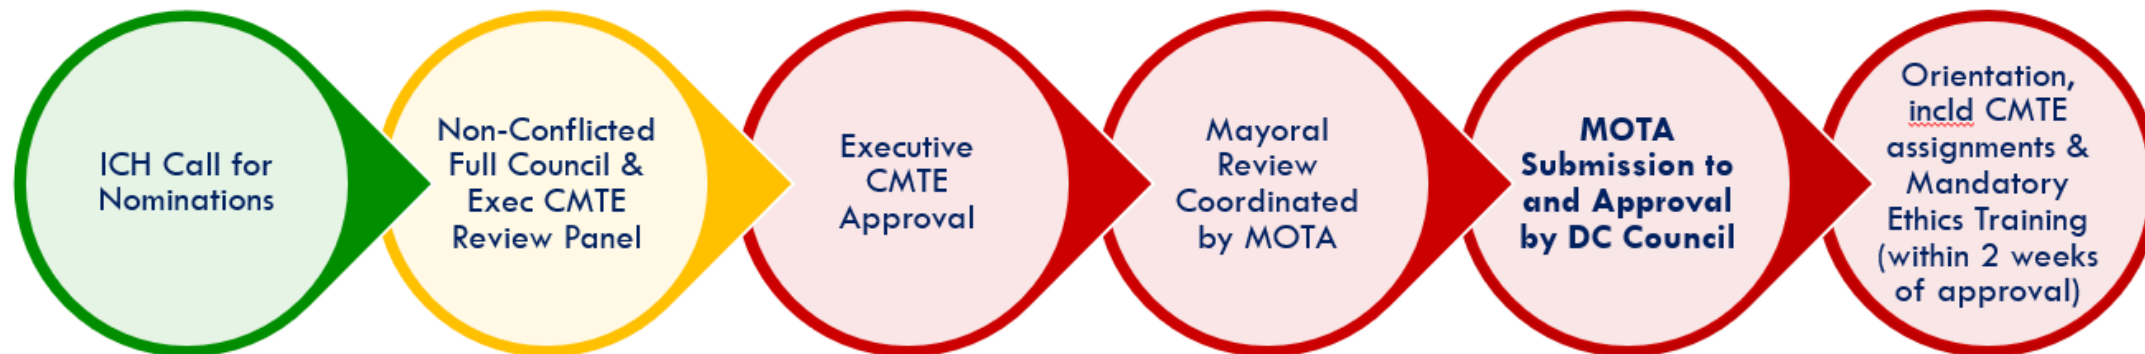 ICH Call for
Nominations
Non-Conflicted
Full Council &
Exec CMTE
Review Panel
Executive
CMTE
Approval
Mayoral
Review
Coordinated
by MOTA
MOTA
Submission to
and Approval
by DC Council
Orientation,
incld CMTE
assignments &
Mandatory
Ethics Training
(within 2 weeks
of approval)